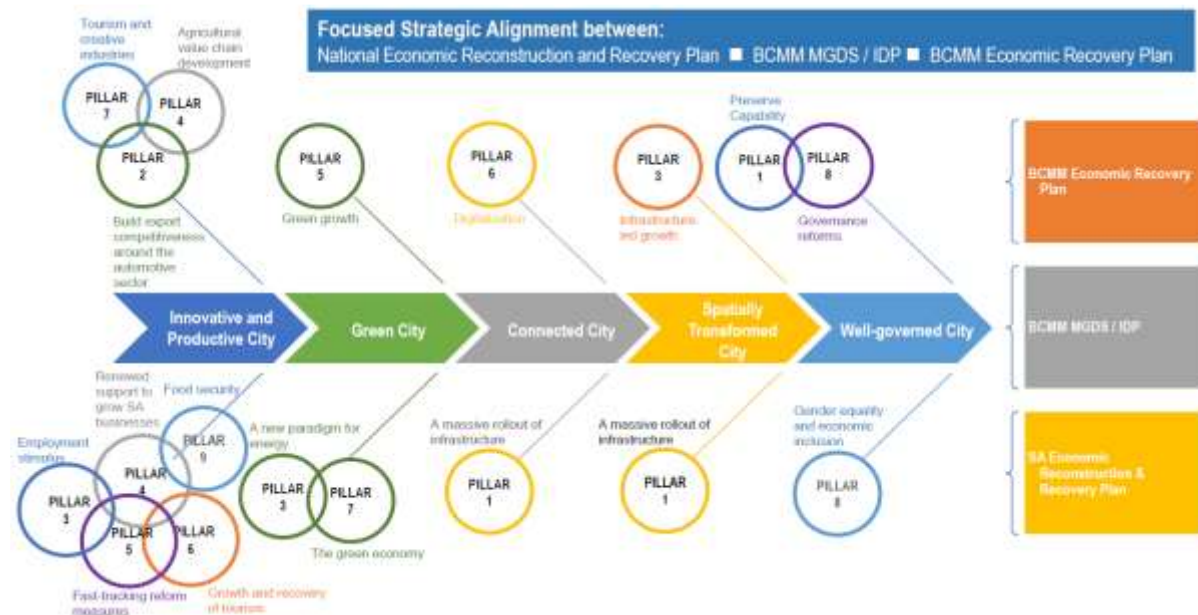 Focused Strategic Alignment between:
National Economic Reconstruction and Recovery Plan ■ BCMM MGDS / IDP ■ BCMM Economic Recovery Plan
Tourism and
creative
industries
Agricultural
value chain
development
PILLAR
7
PILLAR
4
PILLAR
2
Build export
competitiveness
around the
automotive
sector
PILLAR
5
Green growth
PILLAR
6
Digitalisation
PILLAR
3
Infrastructure
led growth
Preserve
Capability
PILLAR
1
PILLAR
8
Governance
reforms
BCMM Economic Recovery
Plan
Innovative and
Productive City
Green City
Connected City
Spatially
Transformed
City
Well-governed City
BCMM MGDS / IDP
Renewed
support to
grow SA
businesses
Food security
Employment
stimulus
PILLAR
9
PILLAR
4
PILLAR
3
PILLAR
5
PILLAR
6
Fast-tracking reform
measures
Growth and recovery
of tourism
A new paradigm for
energy
PILLAR
3
PILLAR
7
The green economy
A massive rollout of
infrastructure
PILLAR
1
A massive rollout of
infrastructure
PILLAR
1
Gender equality
and economic
inclusion
PILLAR
8
SA Economic
Reconstruction &
Recovery Plan